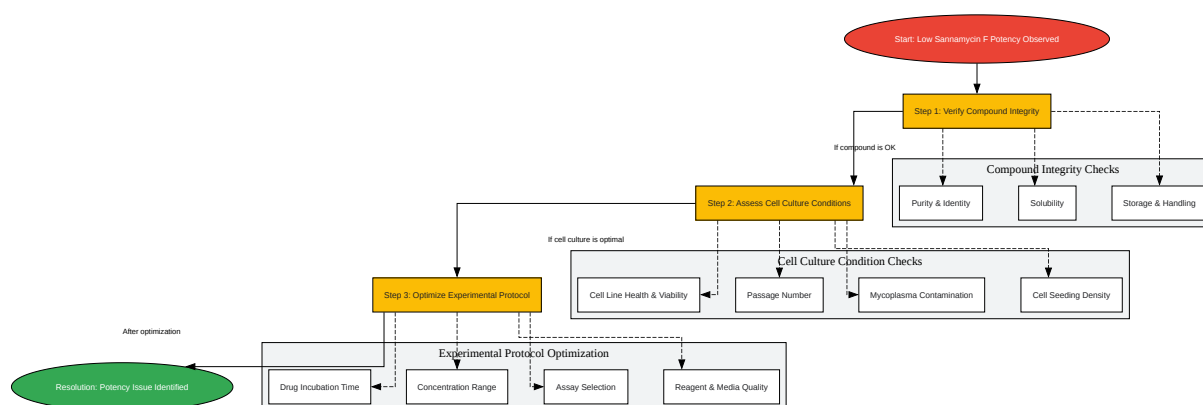 Start: Low Sannamycin F Potency Observed
Step 1: Verify Compound Integrity
If compound is OK
Compound Integrity Checks
Purity & Identity
Solubility
Storage & Handling
Step 2: Assess Cell Culture Conditions
If cell culture is optimal
Cell Culture Condition Checks
Cell Line Health & Viability
Passage Number
Mycoplasma Contamination
Cell Seeding Density
Step 3: Optimize Experimental Protocol
After optimization
Experimental Protocol Optimization
Drug Incubation Time
Concentration Range
Assay Selection
Reagent & Media Quality
Resolution: Potency Issue Identified